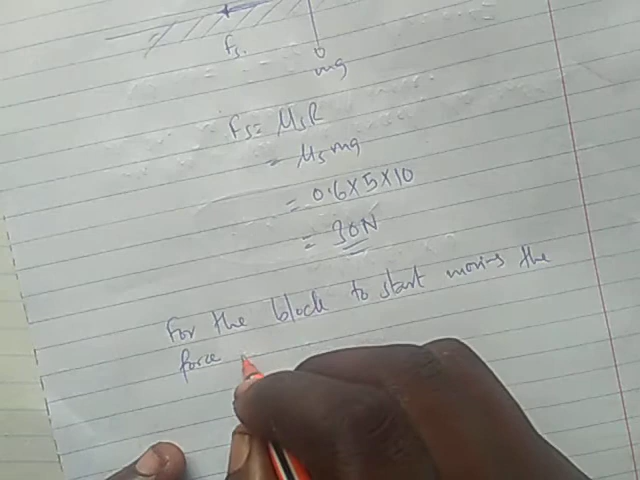 fs.
mg
fs = μsR
= μsmg
= 0.6×5×10
= 30N
For the block to start moving the
force